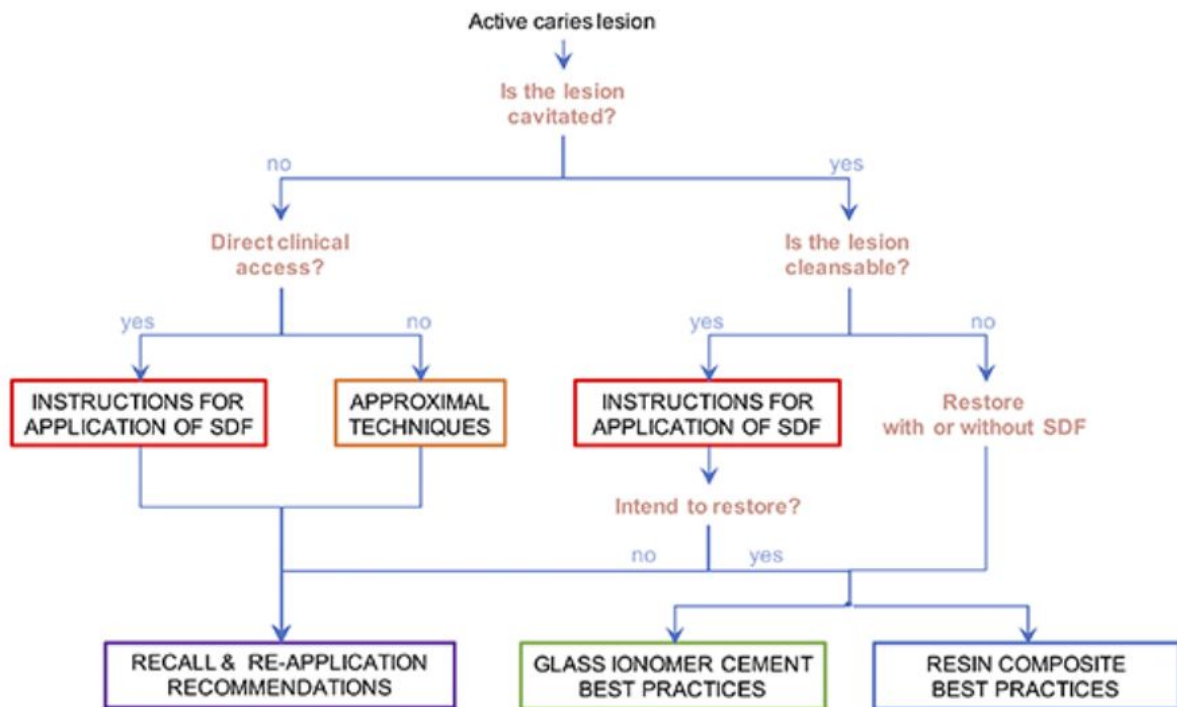 Active caries lesion
Is the lesion
cavitated?
no
yes
Direct clinical
access?
Is the lesion
cleansable?
yes
no
yes
no
INSTRUCTIONS FOR
APPLICATION OF SDF
APPROXIMAL
TECHNIQUES
INSTRUCTIONS FOR
APPLICATION OF SDF
Restore
with or without SDF
Intend to restore?
no
yes
RECALL & RE-APPLICATION
RECOMMENDATIONS
GLASS IONOMER CEMENT
BEST PRACTICES
RESIN COMPOSITE
BEST PRACTICES